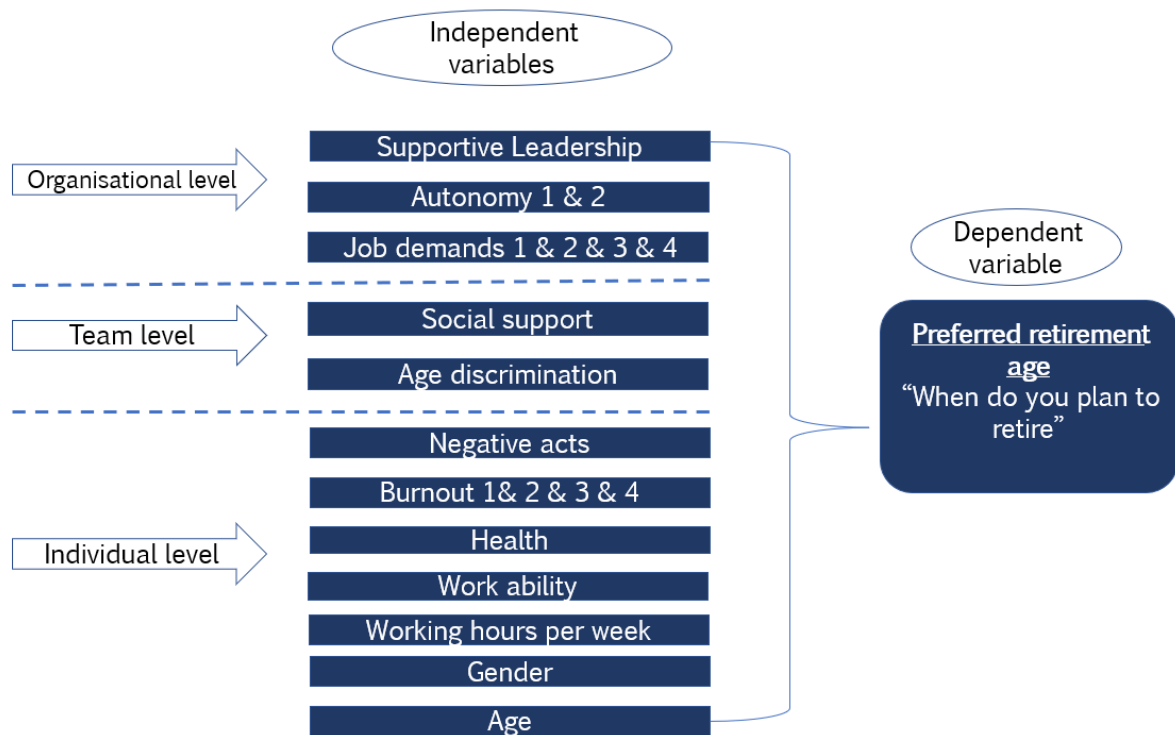 Independent
variables
Supportive Leadership
Organisational level
Autonomy 1 & 2
Job demands 1 & 2 & 3 & 4
Dependent
variable
Social support
Team level
Age discrimination
Preferred retirement
age
“When do you plan to
retire”
Negative acts
Burnout 1& 2 & 3 & 4
Health
Individual level
Work ability
Working hours per week
Gender
Age